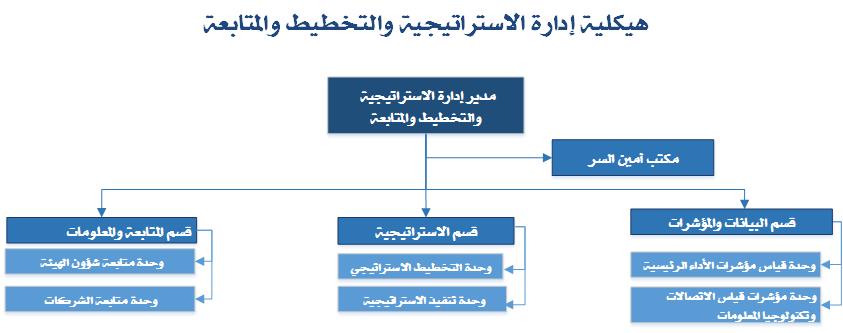 هيكلية إدارة الاستراتيجية والتخطيط والمتابعة
مدير إدارة الاستراتيجية
والتخطيط والمتابعة
مكتب أمين السر
قسم البيانات والمؤشرات
وحدة قياس مؤشرات الأداء الرئيسية
وحدة مؤشرات قياس الاتصالات
وتكنولوجيا المعلومات
قسم الاستراتيجية
وحدة التخطيط الاستراتيجي
وحدة تنفيذ الاستراتيجية
قسم المتابعة والمعلومات
وحدة متابعة شؤون الهيئة
وحدة متابعة الشركات